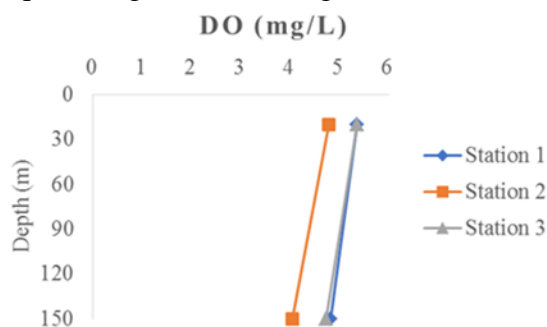 DO (mg/L)
0 1 2 3 4 5 6
0
30
60
90
120
150
Depth (m)
Station 1
Station 2
Station 3